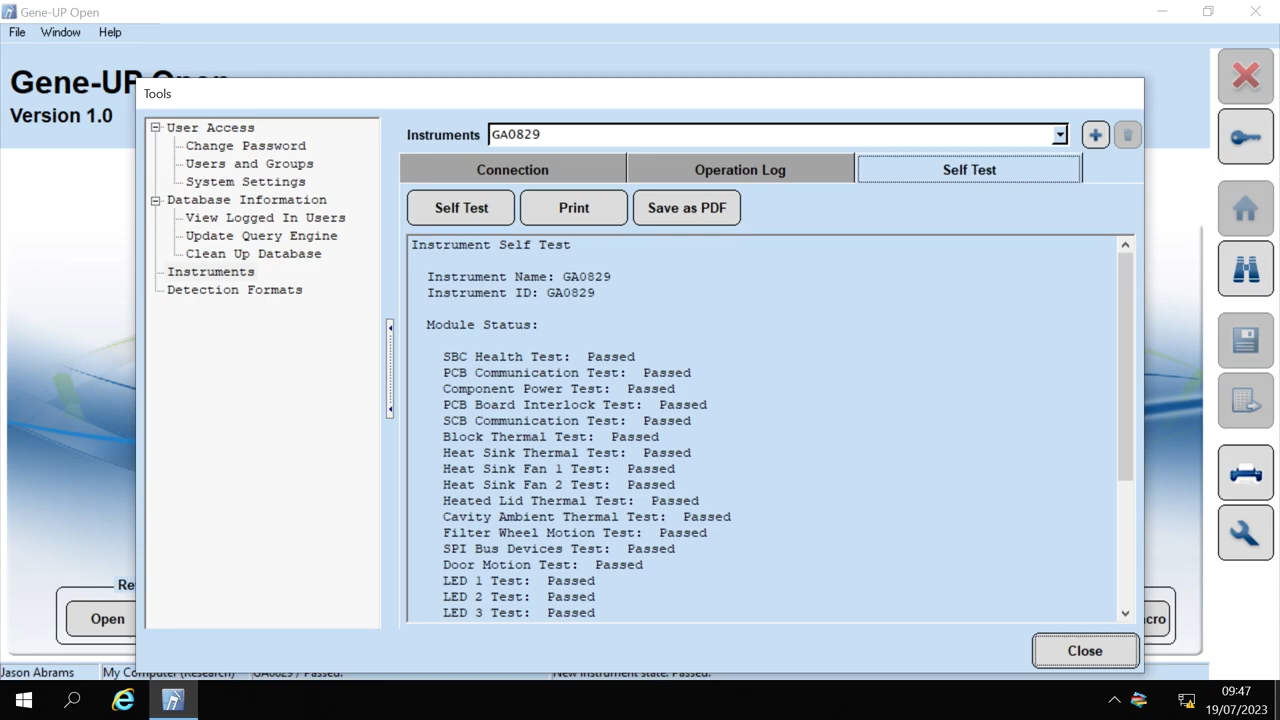 Gene-UP Open
File Window Help
Gene-UP Open
Version 1.0
Tools
User Access
Change Password
Users and Groups
System Settings
Database Information
View Logged In Users
Update Query Engine
Clean Up Database
Instruments
Detection Formats
Instruments GA0829
Connection Operation Log Self Test
Self Test Print Save as PDF
Instrument Self Test
Instrument Name: GA0829
Instrument ID: GA0829
Module Status:
SBC Health Test: Passed
PCB Communication Test: Passed
Component Power Test: Passed
PCB Board Interlock Test: Passed
SCB Communication Test: Passed
Block Thermal Test: Passed
Heat Sink Thermal Test: Passed
Heat Sink Fan 1 Test: Passed
Heat Sink Fan 2 Test: Passed
Heated Lid Thermal Test: Passed
Cavity Ambient Thermal Test: Passed
Filter Wheel Motion Test: Passed
SPI Bus Devices Test: Passed
Door Motion Test: Passed
LED 1 Test: Passed
LED 2 Test: Passed
LED 3 Test: Passed
Re
Open
cro
Close
Jason Abrams My Computer (Research) GA0829 / Passed. New instrument state: Passed.
09:47
19/07/2023